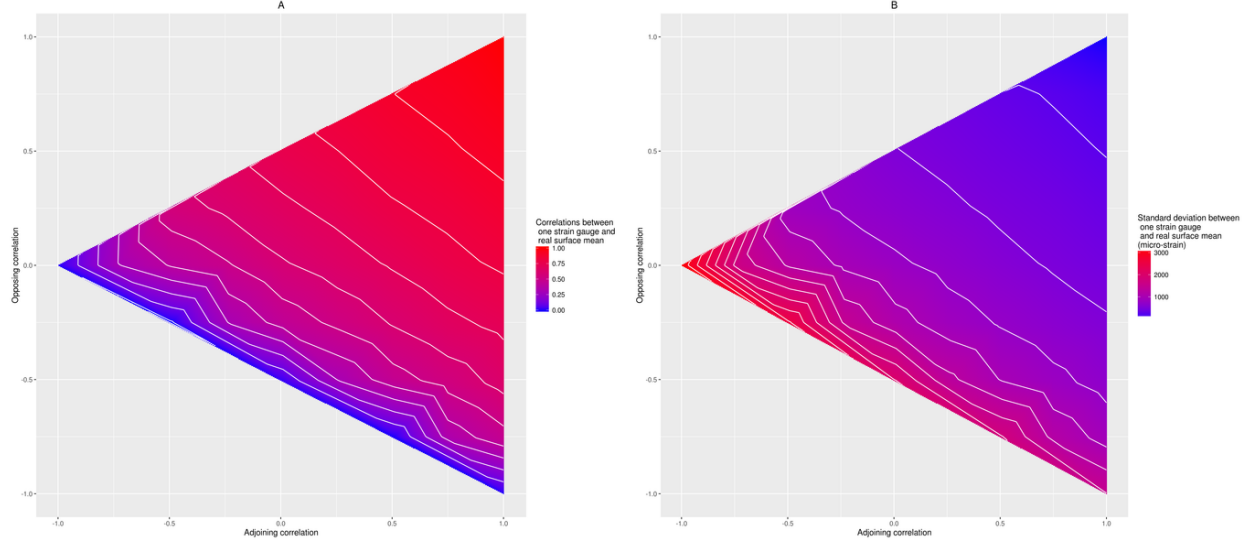 A
1.0
0.5
0.0
-0.5
-1.0
Opposing correlation
-1.0 -0.5 0.0 0.5 1.0
Adjoining correlation
Correlations between
one strain gauge and
real surface mean
1.00
0.75
0.50
0.25
0.00
B
1.0
0.5
0.0
-0.5
-1.0
Opposing correlation
-1.0 -0.5 0.0 0.5 1.0
Adjoining correlation
Standard deviation between
one strain gauge
and real surface mean
(micro-strain)
3000
2000
1000